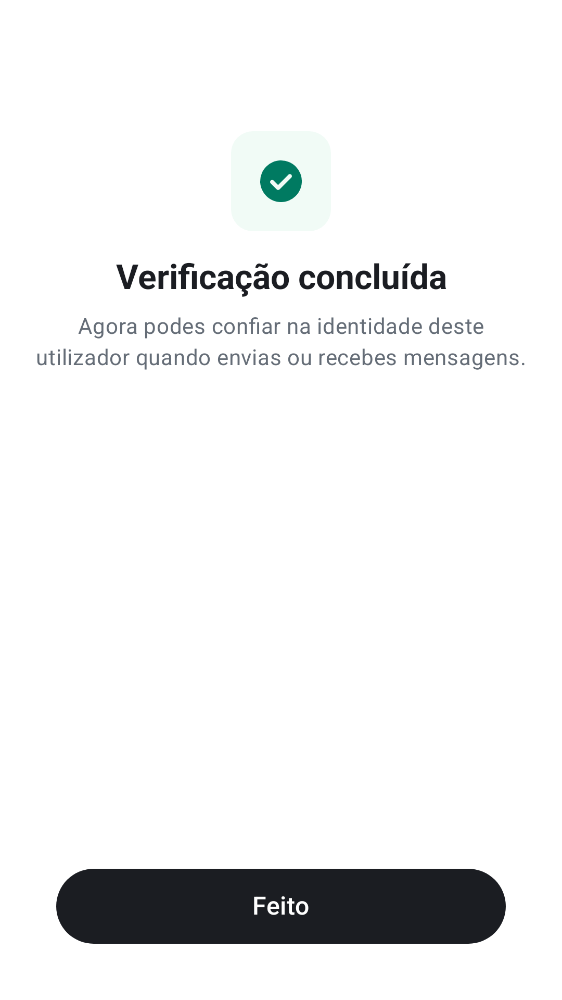 Verificação concluída
Agora podes confiar na identidade deste
utilizador quando envias ou recebes mensagens.
Feito